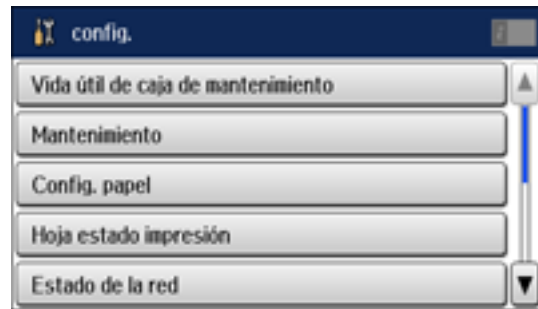 config.
Vida útil de caja de mantenimiento
Mantenimiento
Config. papel
Hoja estado impresión
Estado de la red